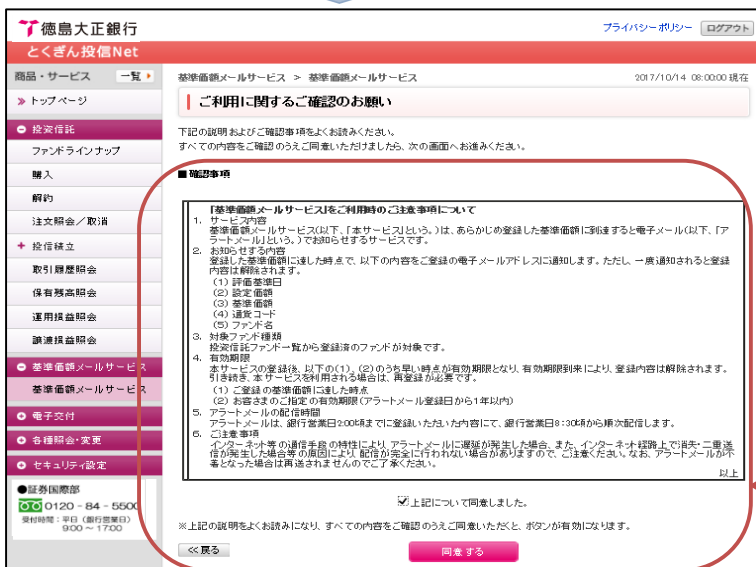 徳島大正銀行
プライバシーポリシー ログアウト
とくぎん投信Net
商品・サービス 一覧
トップページ
投資信託
ファンドラインナップ
購入
解約
注文照会／取消
投信積立
取引履歴照会
保有残高照会
運用損益照会
譲渡損益照会
基準価額メールサービス
基準価額メールサービス
電子交付
各種照会・変更
セキュリティ設定
●証券国際部
0120 - 84 - 5500
受付時間：平日（銀行営業日）
9:00 ～ 17:00
基準価額メールサービス ＞ 基準価額メールサービス
2017/10/14 08:00:00 現在
ご利用に関するご確認のお願い
下記の説明およびご確認事項をよくお読みください。
すべての内容をご確認のうえご同意いただけましたら、次の画面へお進みください。
■確認事項
「基準価額メールサービス」をご利用時のご注意事項について
1. サービス内容
基準価額メールサービス（以下、「本サービス」という。）は、あらかじめ登録した基準価額に到達すると電子メール（以下、「ア
ラートメール」という。）でお知らせするサービスです。
2. お知らせする内容
登録した基準価額に達した時点で、以下の内容をご登録の電子メールアドレスに通知します。ただし、一度通知されると登録
内容は解除されます。
（1）評価基準日
（2）設定価額
（3）基準価額
（4）通貨コード
（5）ファンド名
3. 対象ファンド種類
投資信託ファンド一覧から登録済のファンドが対象です。
4. 有効期限
本サービスの登録後、以下の（1）、（2）のうち早い時点が有効期限となり、有効期限到来により、登録内容は解除されます。
引き続き、本サービスを利用される場合は、再登録が必要です。
（1）ご登録の基準価額に達した時点
（2）お客さまのご指定の有効期限（アラートメール登録日から1年以内）
5. アラートメールの配信時間
アラートメールは、銀行営業日2:00頃までに登録いただいた内容にて、銀行営業日8:30頃から順次配信します。
6. ご注意事項
インターネット等の通信手段の特性により、アラートメールに遅延が発生した場合、また、インターネット経路上で消失・二重送
信が発生した場合等の原因により、配信が完全に行われない場合がありますので、ご注意ください。なお、アラートメールが不
着となった場合は再送されませんのでご了承ください。
以上
上記について同意しました。
※上記の説明をよくお読みになり、すべての内容をご確認のうえご同意いただくと、ボタンが有効になります。
<< 戻る
同意する